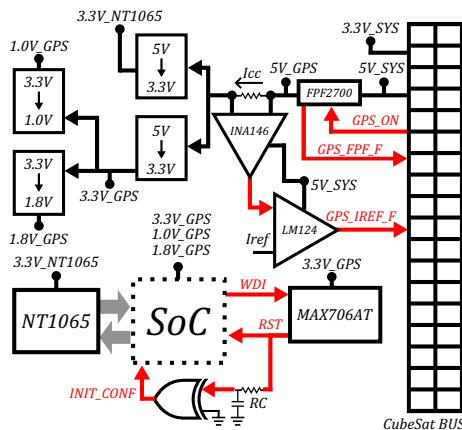 3.3V_NT1065
3.3V_SYS
1.0V_GPS
5V
3.3V
Icc
5V_GPS
FPF2700
5V_SYS
3.3V
1.0V
INA146
GPS_ON
5V
3.3V
GPS_FPF_F
3.3V
1.8V
3.3V_GPS
5V_SYS
1.8V_GPS
3.3V_GPS
1.0V_GPS
1.8V_GPS
Iref
LM124
GPS_IREF_F
3.3V_NT1065
3.3V_GPS
NT1065
SoC
WDI
RST
MAX706AT
INIT_CONF
RC
CubeSat BUS